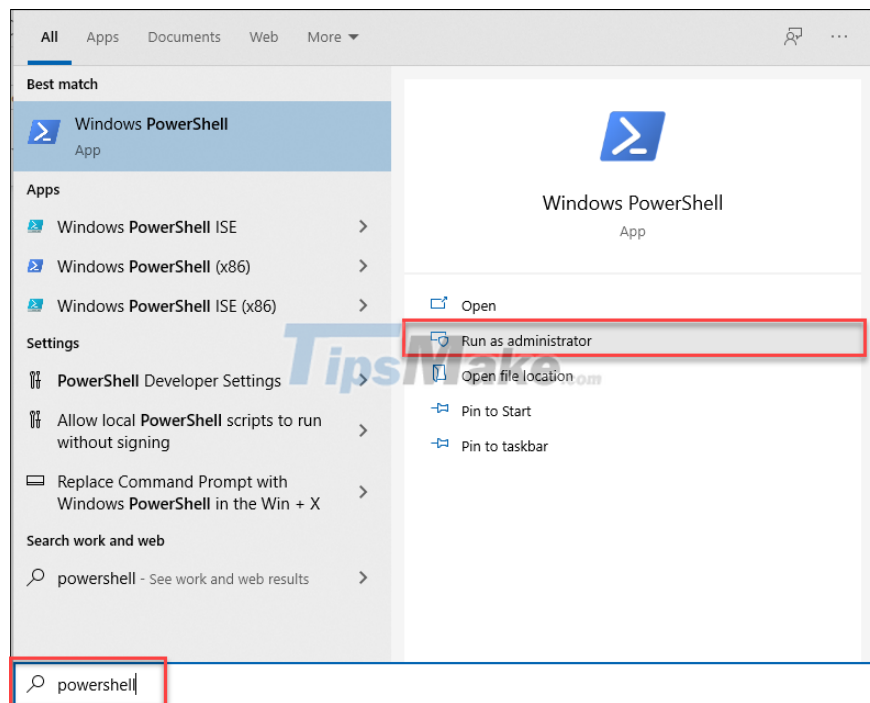 All Apps Documents Web More
Best match
Windows PowerShell
App
Apps
Windows PowerShell ISE
Windows PowerShell (x86)
Windows PowerShell ISE (x86)
Settings
PowerShell Developer Settings
Allow local PowerShell scripts to run
without signing
Replace Command Prompt with
Windows PowerShell in the Win + X
Search work and web
powershell - See work and web results
powershell
Windows PowerShell
App
Open
Run as administrator
Open file location
Pin to Start
Pin to taskbar
TipsMake.com